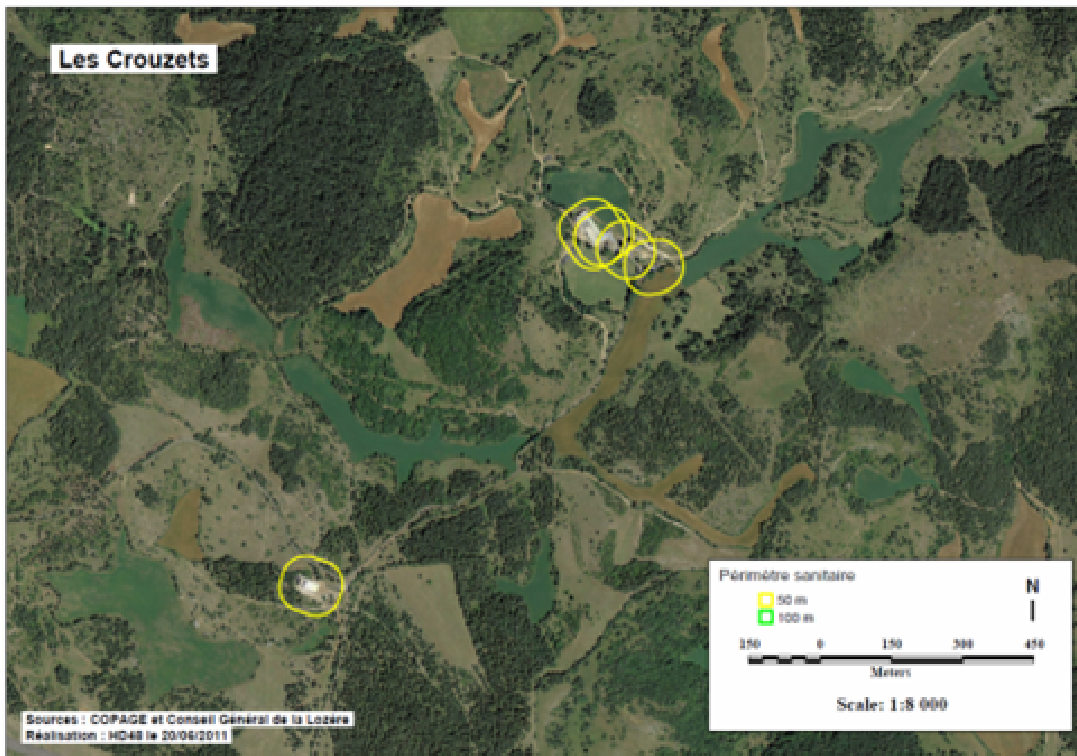 Les Crouzets
Périmètre sanitaire
50 m
100 m
N
150 0 150 300 450
Meters
Scale: 1:8 000
Sources : COPAGE et Conseil Général de la Lozère
Réalisation : HD48 le 20/06/2011